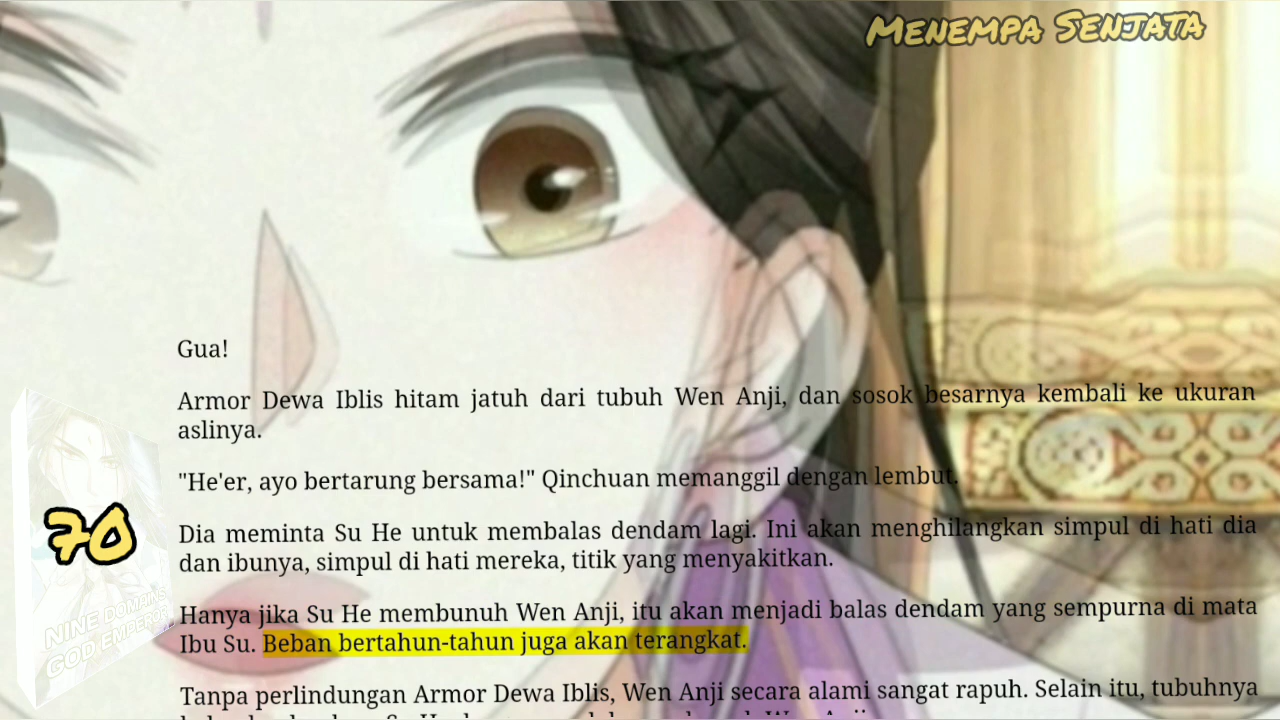 Menempa Senjata
Gua!
Armor Dewa Iblis hitam jatuh dari tubuh Wen Anji, dan sosok besarnya kembali ke ukuran
aslinya.
"He'er, ayo bertarung bersama!" Qinchuan memanggil dengan lembut.
Dia meminta Su He untuk membalas dendam lagi. Ini akan menghilangkan simpul di hati dia
dan ibunya, simpul di hati mereka, titik yang menyakitkan.
70
Hanya jika Su He membunuh Wen Anji, itu akan menjadi balas dendam yang sempurna di mata
Ibu Su. Beban bertahun-tahun juga akan terangkat.
NINE DOMAINS
GOD EMPEROR
Tanpa perlindungan Armor Dewa Iblis, Wen Anji secara alami sangat rapuh. Selain itu, tubuhnya